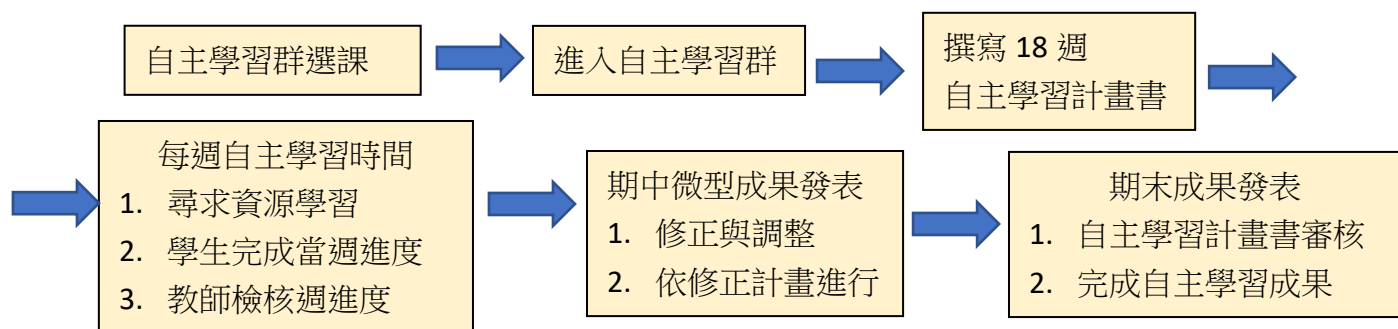 自主學習群選課
進入自主學習群
撰寫 18 週
自主學習計畫書
每週自主學習時間
1. 尋求資源學習
2. 學生完成當週進度
3. 教師檢核週進度
期中微型成果發表
1. 修正與調整
2. 依修正計畫進行
期末成果發表
1. 自主學習計畫書審核
2. 完成自主學習成果